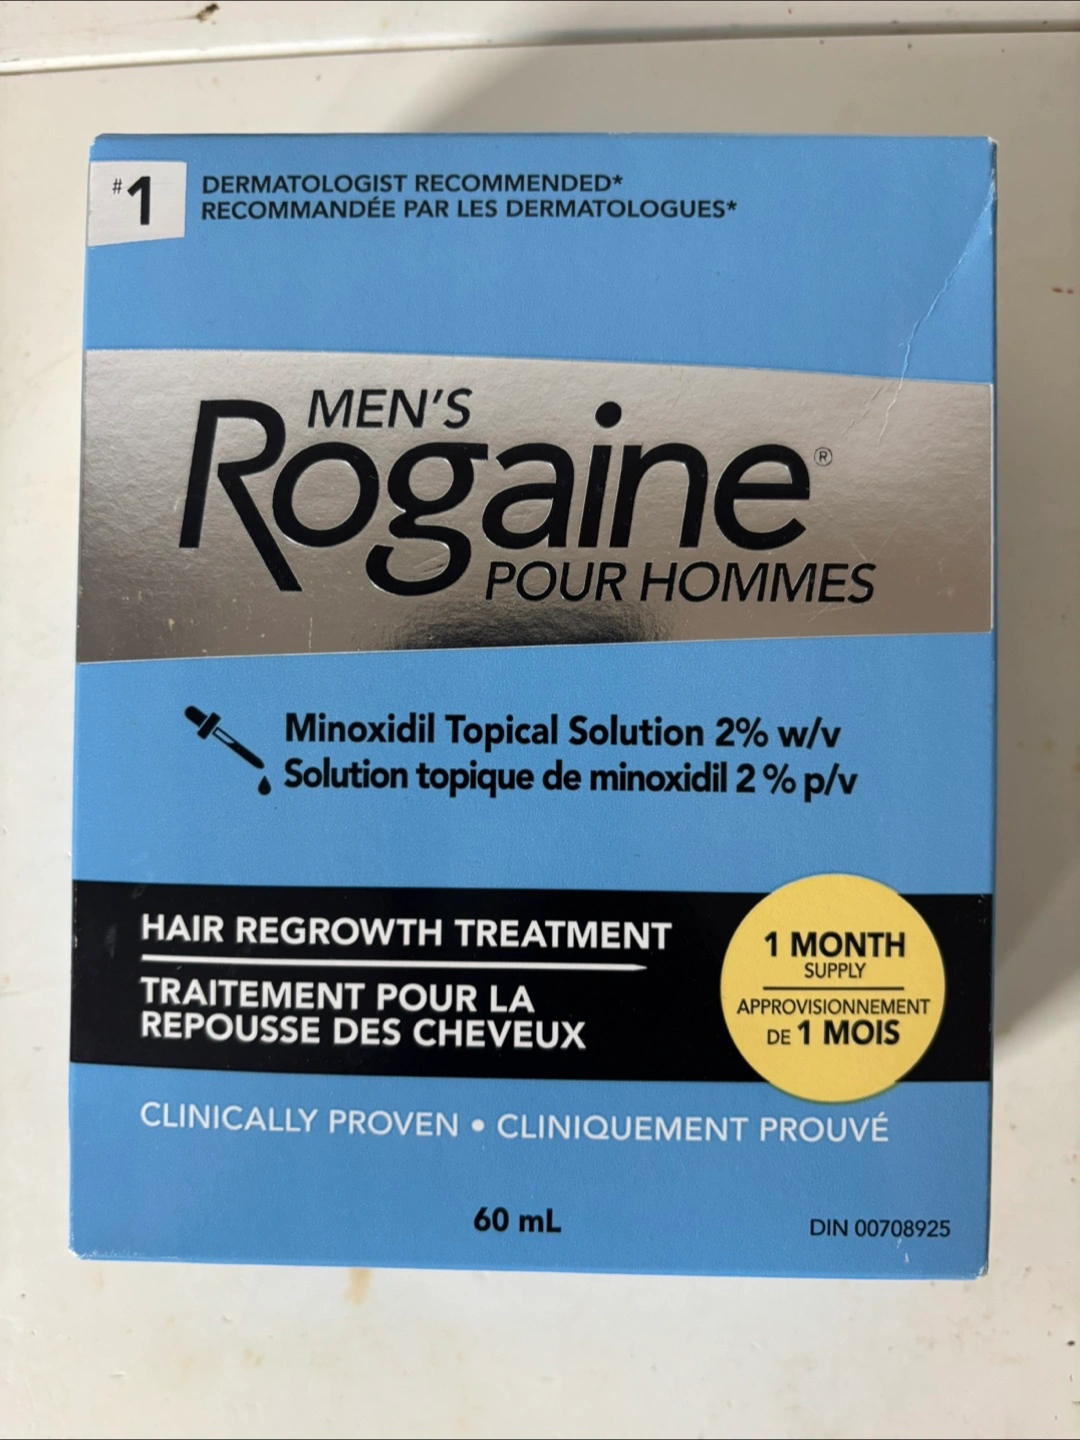 #1
DERMATOLOGIST RECOMMENDED*
RECOMMANDÉE PAR LES DERMATOLOGUES*
MEN'S
Rogaine®
POUR HOMMES
Minoxidil Topical Solution 2% w/v
Solution topique de minoxidil 2 % p/v
HAIR REGROWTH TREATMENT
TRAITEMENT POUR LA
REPOUSSE DES CHEVEUX
1 MONTH
SUPPLY
APPROVISIONNEMENT
DE 1 MOIS
CLINICALLY PROVEN • CLINIQUEMENT PROUVÉ
60 mL
DIN 00708925